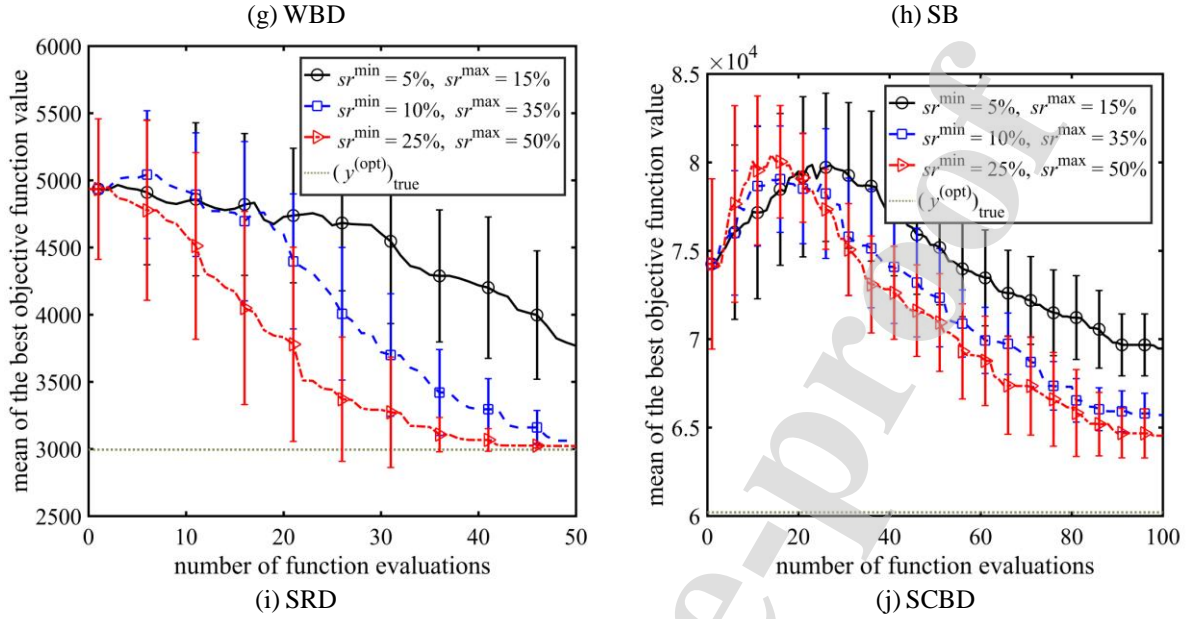 (g) WBD
(h) SB
6000
5500
5000
4500
4000
3500
3000
2500
mean of the best objective function value
sr^min = 5%, sr^max = 15%
sr^min = 10%, sr^max = 35%
sr^min = 25%, sr^max = 50%
(y^(opt))_true
0 10 20 30 40 50
number of function evaluations
(i) SRD
×10^4
8.5
8
7.5
7
6.5
6
mean of the best objective function value
sr^min = 5%, sr^max = 15%
sr^min = 10%, sr^max = 35%
sr^min = 25%, sr^max = 50%
(y^(opt))_true
0 20 40 60 80 100
number of function evaluations
(j) SCBD
e-proof